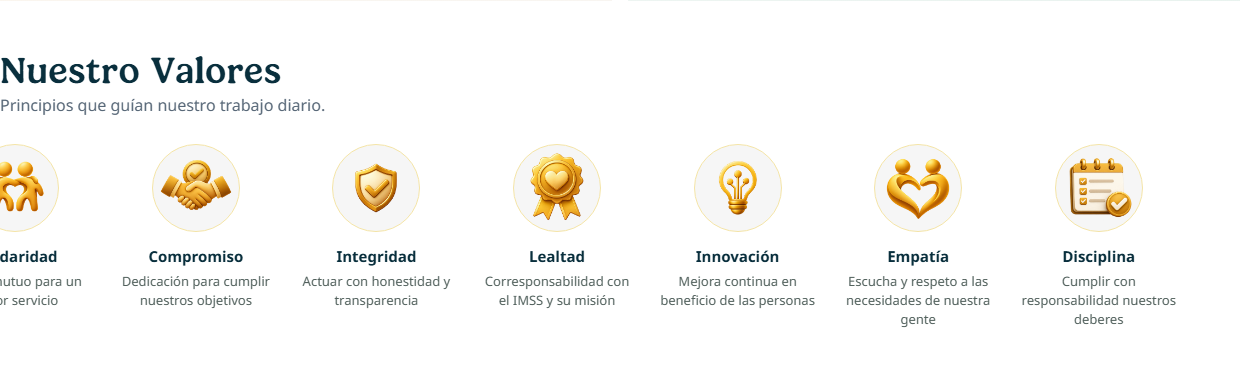 Nuestro Valores
Principios que guían nuestro trabajo diario.
daridad
utuo para un
servicio
Compromiso
Dedicación para cumplir
nuestros objetivos
Integridad
Actuar con honestidad y
transparencia
Lealtad
Corresponsabilidad con
el IMSS y su misión
Innovación
Mejora continua en
beneficio de las personas
Empatía
Escucha y respeto a las
necesidades de nuestra
gente
Disciplina
Cumplir con
responsabilidad nuestros
deberes